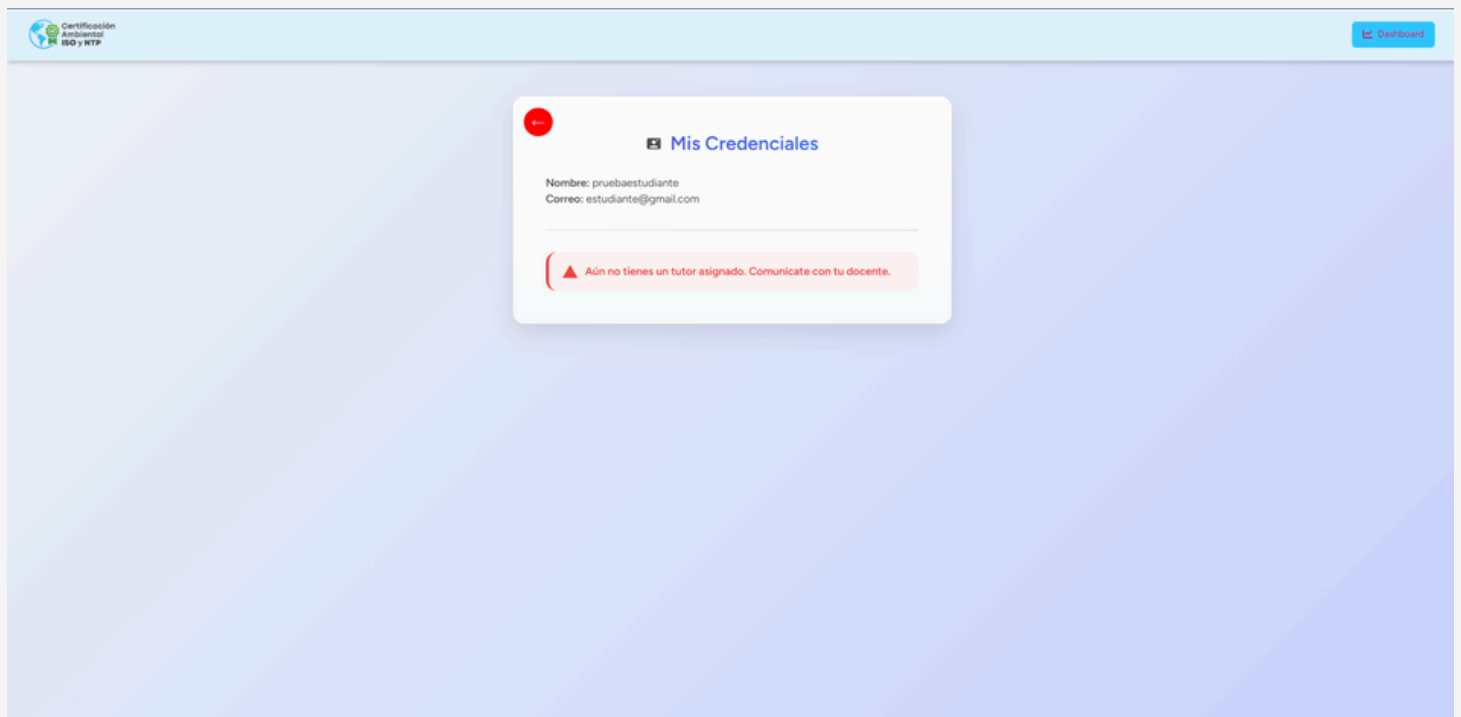 Certificación
Ambiental
ISO y NTP
Dashboard
←
Mis Credenciales
Nombre: pruebaestudiante
Correo: estudiante@gmail.com
Aún no tienes un tutor asignado. Comunicate con tu docente.